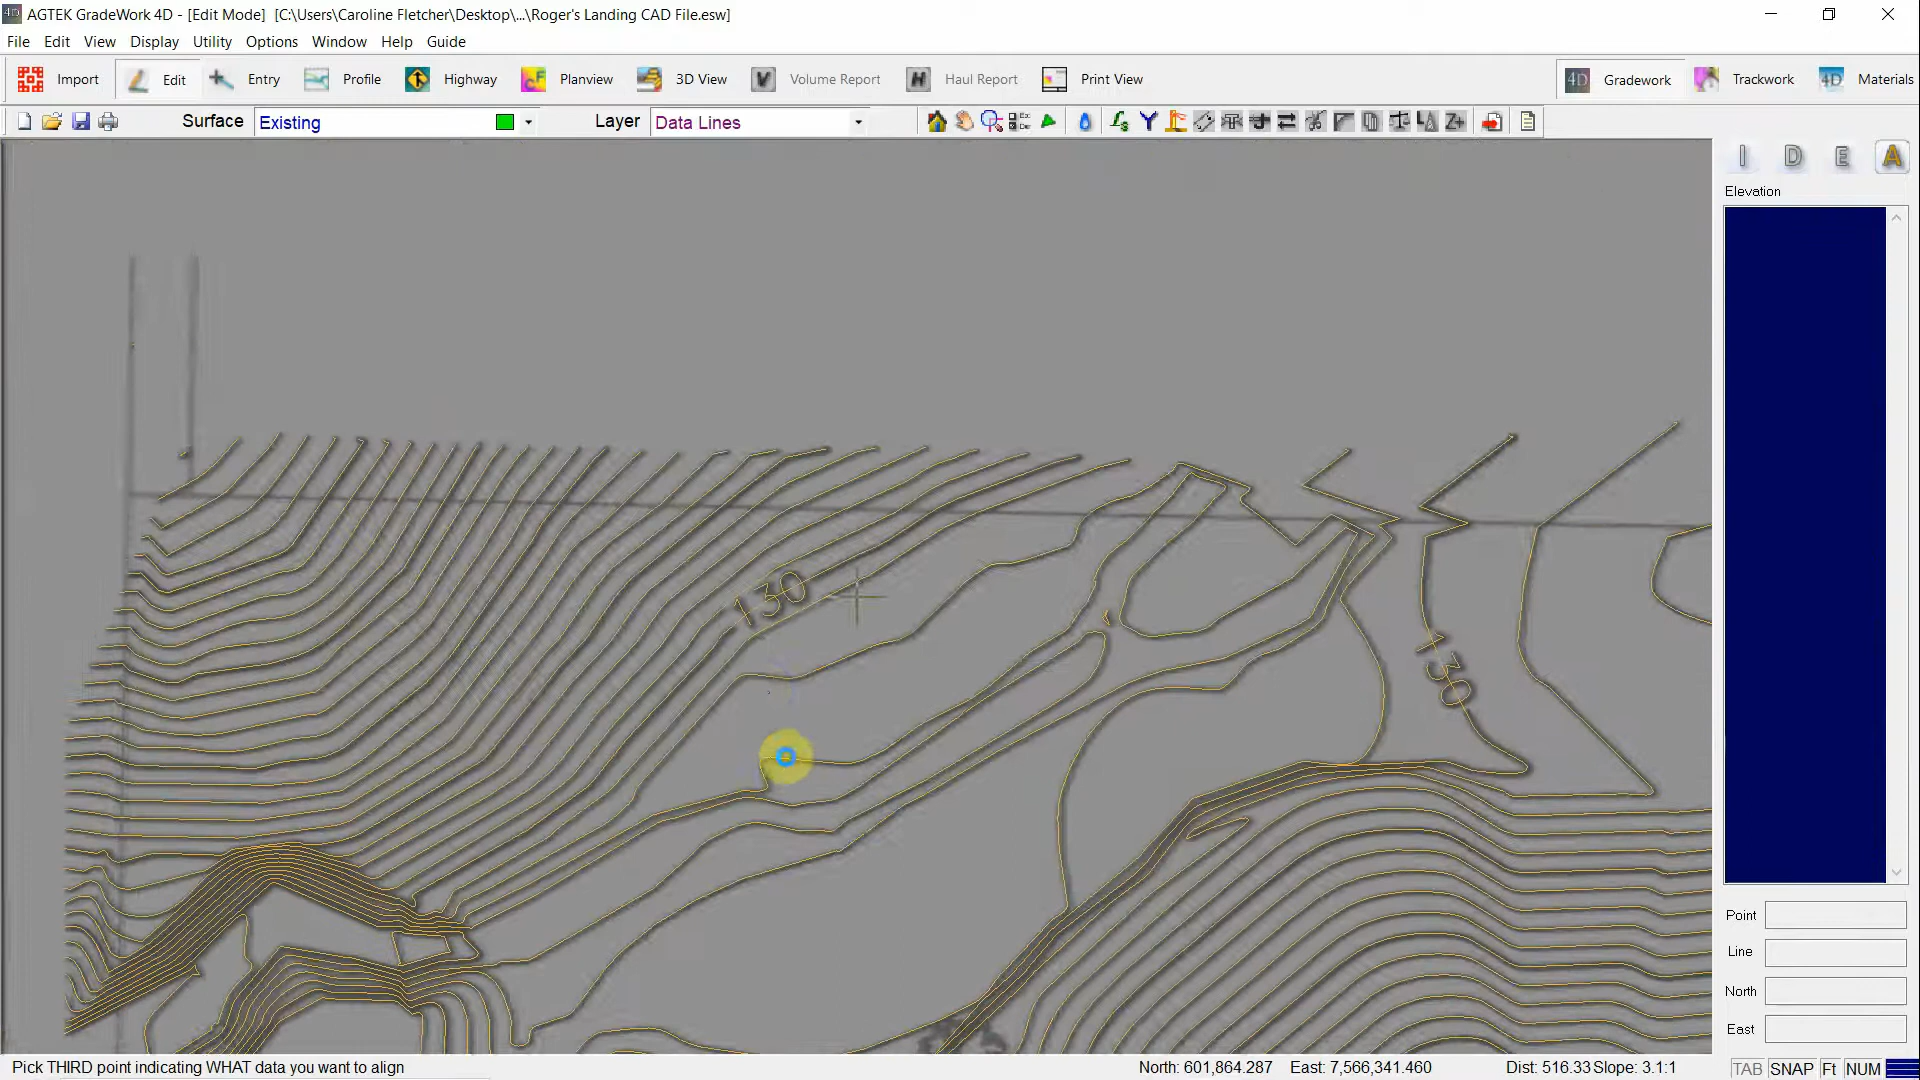 AGTEK GradeWork 4D - [Edit Mode]   [C:\Users\Caroline Fletcher\Desktop\...\Roger's Landing CAD File.esw]
File Edit View Display Utility Options Window Help Guide
Import Edit Entry Profile Highway Planview 3D View Volume Report Haul Report Print View Gradework Trackwork Materials
Surface Existing Layer Data Lines
I D E A
Elevation
130
130
Point
Line
North
East
Pick THIRD point indicating WHAT data you want to align North: 601,864.287 East: 7,566,341.460 Dist: 516.33 Slope: 3.1:1 TAB SNAP Ft NUM